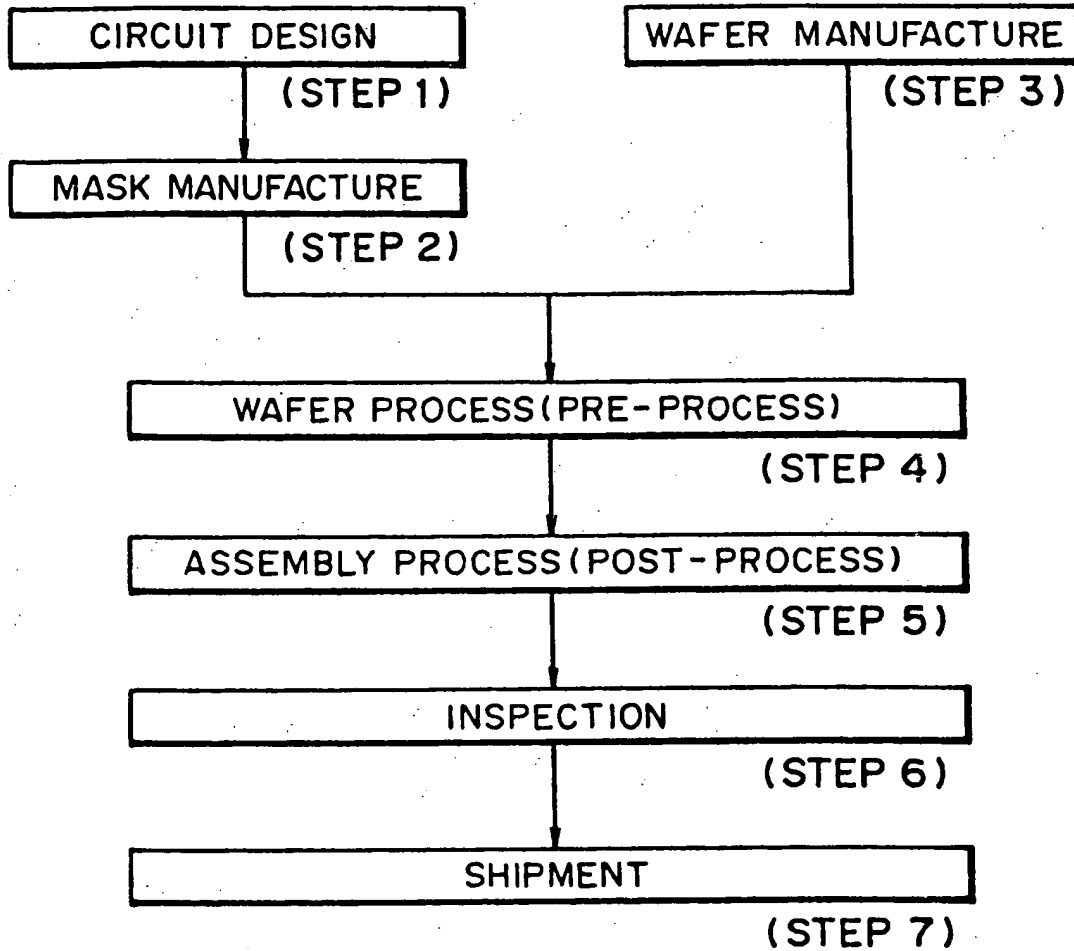 CIRCUIT DESIGN
(STEP 1)
WAFER MANUFACTURE
(STEP 3)
MASK MANUFACTURE
(STEP 2)
WAFER PROCESS(PRE-PROCESS)
(STEP 4)
ASSEMBLY PROCESS(POST-PROCESS)
(STEP 5)
INSPECTION
(STEP 6)
SHIPMENT
(STEP 7)